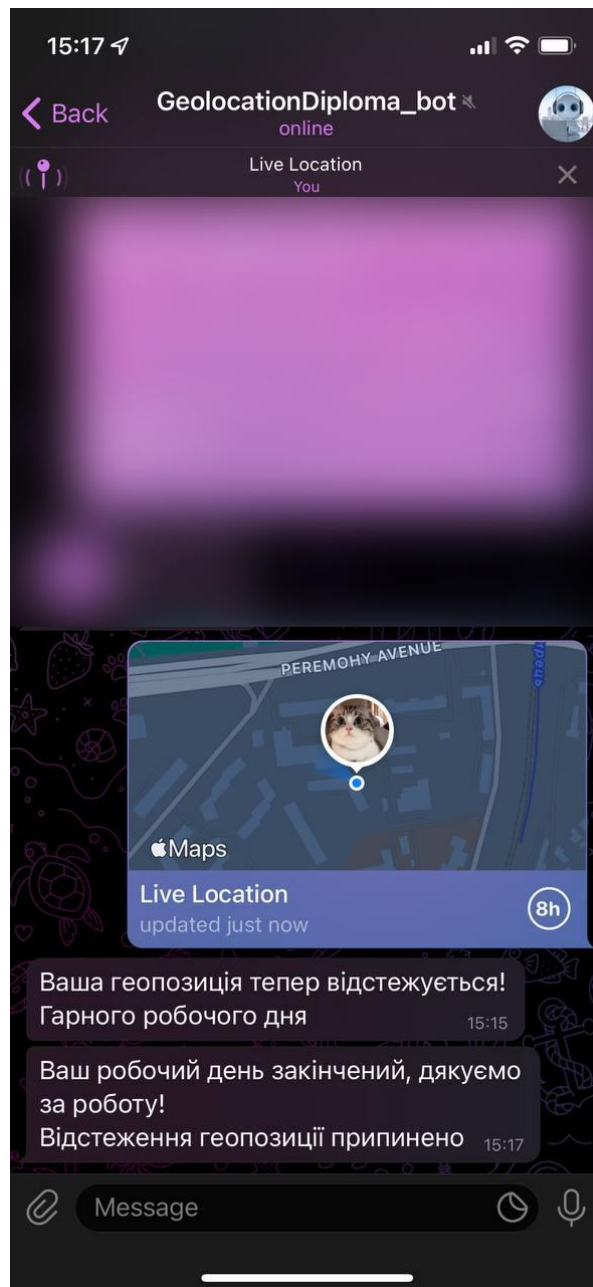 15:17
Back
GeolocationDiploma_bot
online
Live Location
You
PEREMOHY AVENUE
Maps
Live Location
updated just now
8h
Ваша геопозиція тепер відстежується!
Гарного робочого дня
15:15
Ваш робочий день закінчений, дякуємо
за роботу!
Відстеження геопозиції припинено
15:17
Message